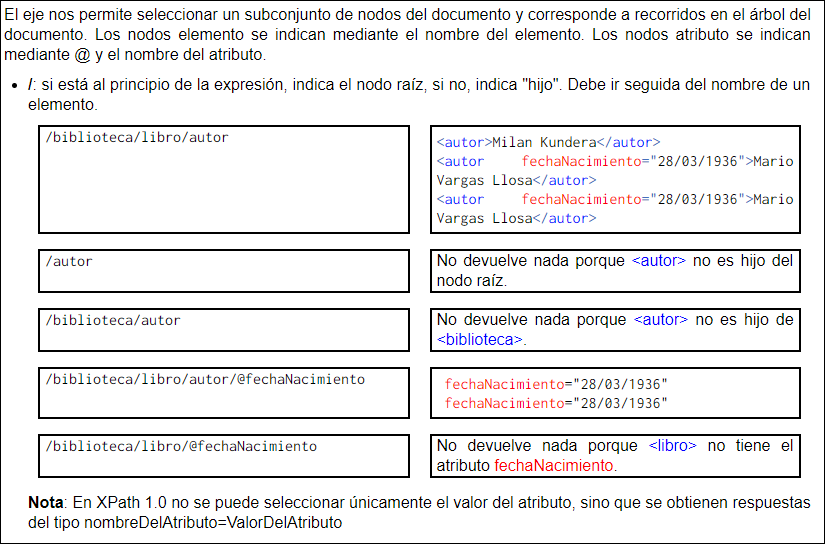 El eje nos permite seleccionar un subconjunto de nodos del documento y corresponde a recorridos en el árbol del
documento. Los nodos elemento se indican mediante el nombre del elemento. Los nodos atributo se indican
mediante @ y el nombre del atributo.
• /: si está al principio de la expresión, indica el nodo raíz, si no, indica "hijo". Debe ir seguida del nombre de un
elemento.
/biblioteca/libro/autor
<autor>Milan Kundera</autor>
<autor fechaNacimiento="28/03/1936">Mario
Vargas Llosa</autor>
<autor fechaNacimiento="28/03/1936">Mario
Vargas Llosa</autor>
/autor
No devuelve nada porque <autor> no es hijo del
nodo raíz.
/biblioteca/autor
No devuelve nada porque <autor> no es hijo de
<biblioteca>.
/biblioteca/libro/autor/@fechaNacimiento
fechaNacimiento="28/03/1936"
fechaNacimiento="28/03/1936"
/biblioteca/libro/@fechaNacimiento
No devuelve nada porque <libro> no tiene el
atributo fechaNacimiento.
Nota: En XPath 1.0 no se puede seleccionar únicamente el valor del atributo, sino que se obtienen respuestas
del tipo nombreDelAtributo=ValorDelAtributo